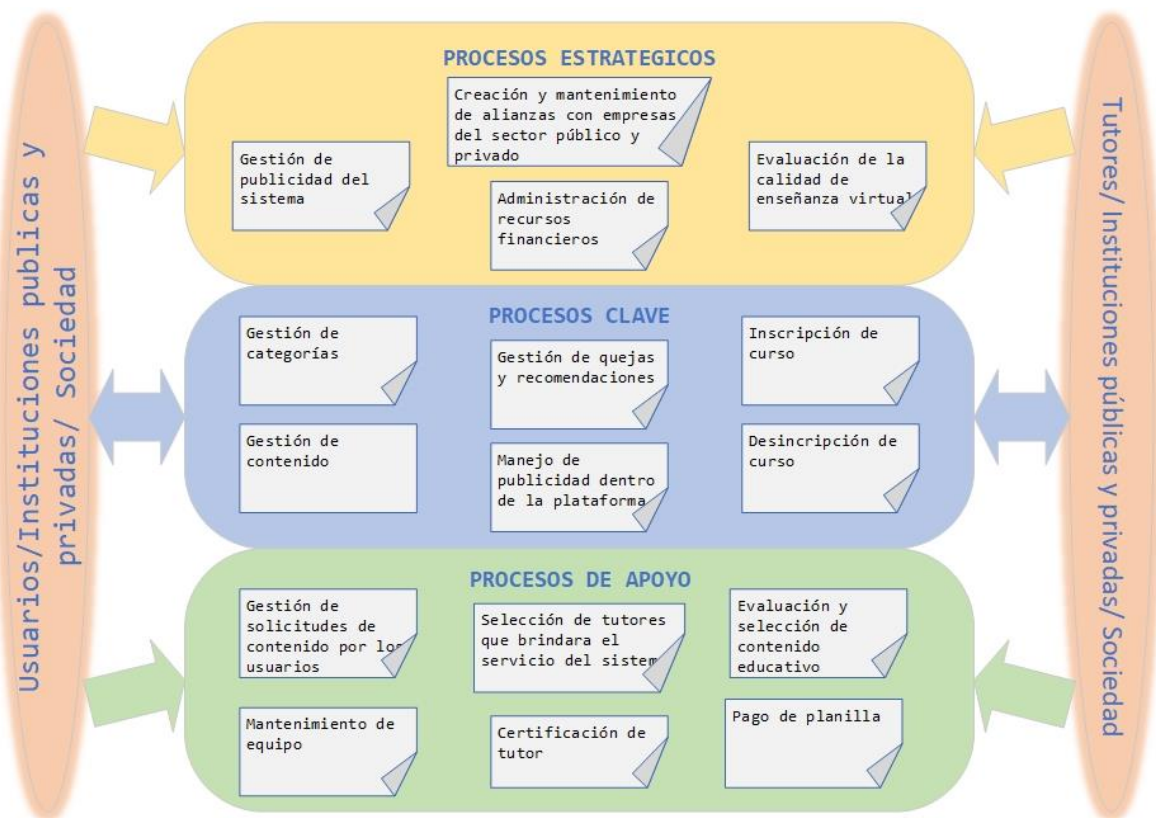 Usuarios/Instituciones publicas y
privadas/ Sociedad
PROCESOS ESTRATEGICOS
Gestión de
publicidad del
sistema
Creación y mantenimiento
de alianzas con empresas
del sector público y
privado
Administración de
recursos
financieros
Evaluación de la
calidad de
enseñanza virtual
PROCESOS CLAVE
Gestión de
categorías
Gestión de quejas
y recomendaciones
Inscripción de
curso
Gestión de
contenido
Manejo de
publicidad dentro
de la plataforma
Desincripción de
curso
PROCESOS DE APOYO
Gestión de
solicitudes de
contenido por los
usuarios
Selección de tutores
que brindara el
servicio del sistem
Evaluación y
selección de
contenido
educativo
Mantenimiento de
equipo
Certificación de
tutor
Pago de planilla
Tutores/ Instituciones públicas y privadas/ Sociedad